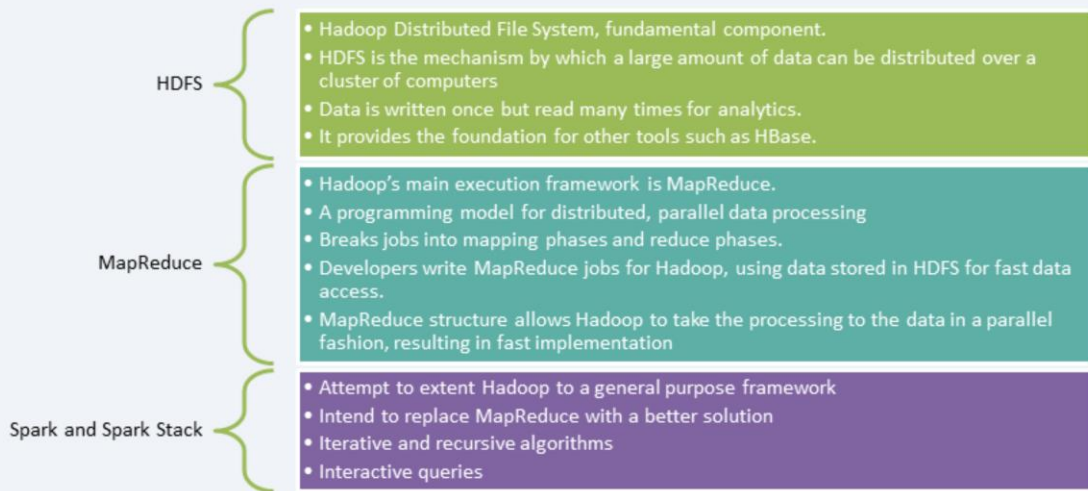 HDFS
• Hadoop Distributed File System, fundamental component.
• HDFS is the mechanism by which a large amount of data can be distributed over a
cluster of computers
• Data is written once but read many times for analytics.
• It provides the foundation for other tools such as HBase.
MapReduce
• Hadoop's main execution framework is MapReduce.
• A programming model for distributed, parallel data processing
• Breaks jobs into mapping phases and reduce phases.
• Developers write MapReduce jobs for Hadoop, using data stored in HDFS for fast data
access.
• MapReduce structure allows Hadoop to take the processing to the data in a parallel
fashion, resulting in fast implementation
Spark and Spark Stack
• Attempt to extent Hadoop to a general purpose framework
• Intend to replace MapReduce with a better solution
• Iterative and recursive algorithms
• Interactive queries